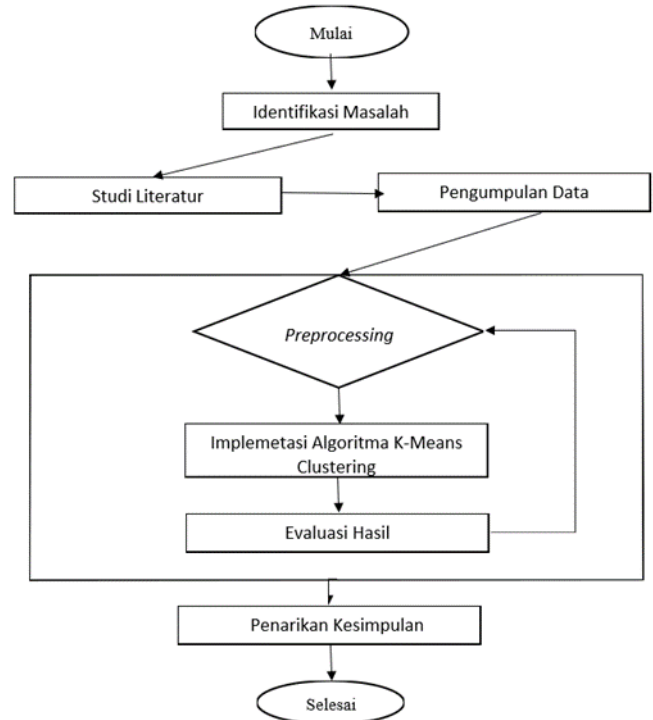 Mulai
Identifikasi Masalah
Studi Literatur
Pengumpulan Data
Preprocessing
Implemetasi Algoritma K-Means
Clustering
Evaluasi Hasil
Penarikan Kesimpulan
Selesai